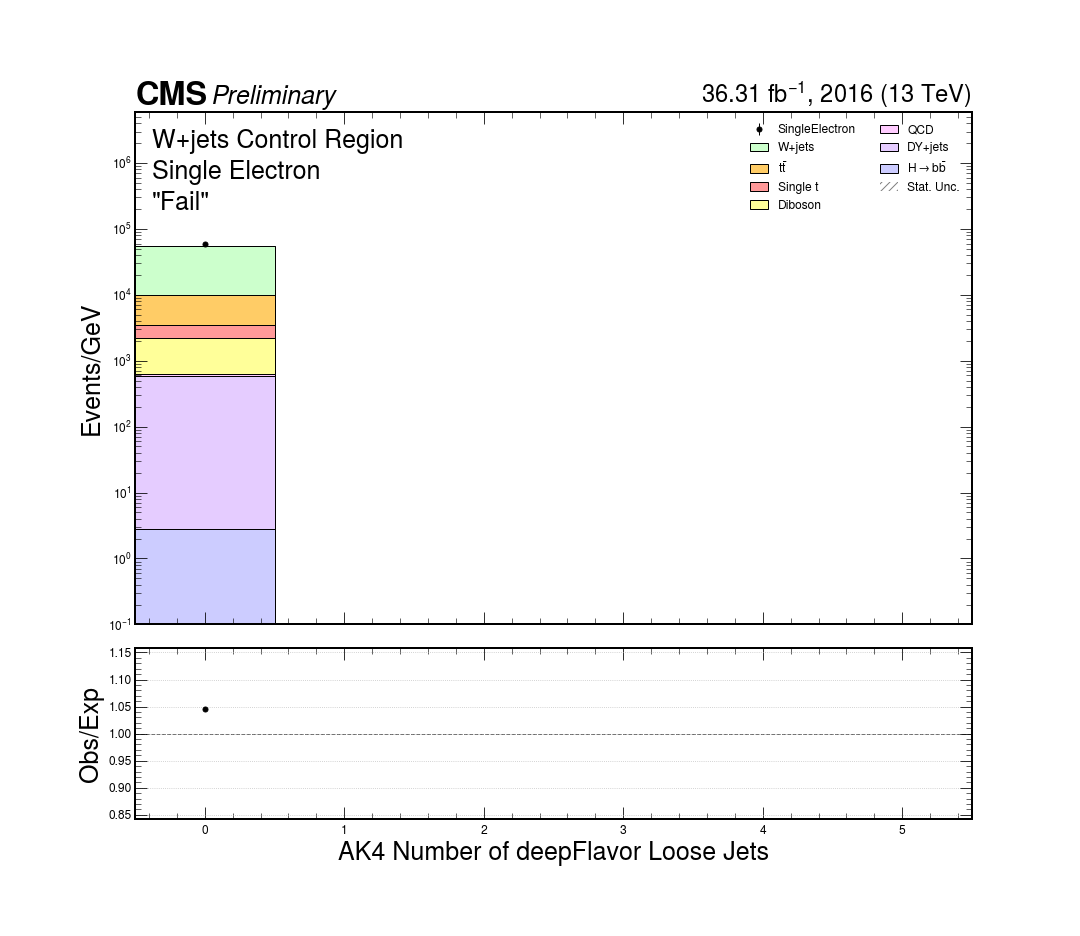 CMS Preliminary
36.31 fb⁻¹, 2016 (13 TeV)
W+jets Control Region
Single Electron
"Fail"
SingleElectron
W+jets
tt̄
Single t
Diboson
QCD
DY+jets
H→bb̄
Stat. Unc.
Events/GeV
10⁶
10⁵
10⁴
10³
10²
10¹
10⁰
10⁻¹
Obs/Exp
1.15
1.10
1.05
1.00
0.95
0.90
0.85
0 1 2 3 4 5
AK4 Number of deepFlavor Loose Jets